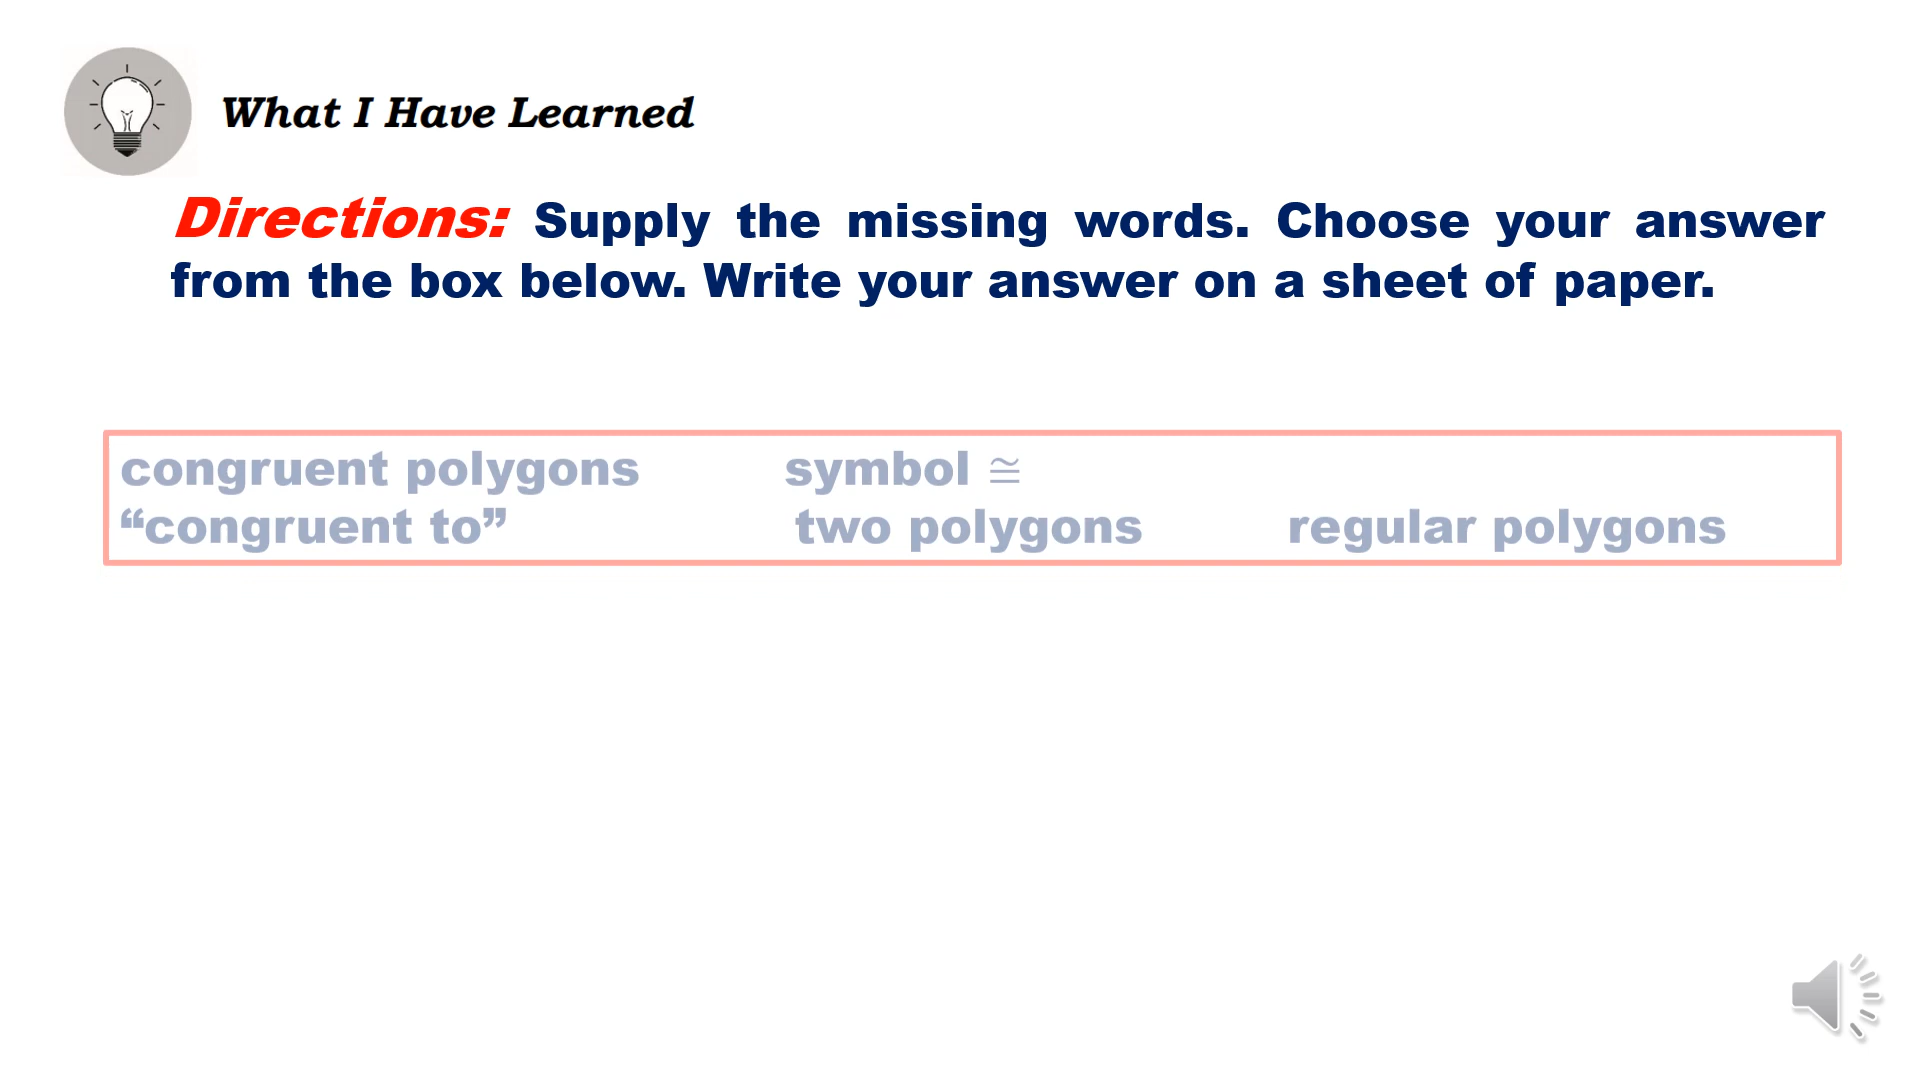 What I Have Learned
Directions: Supply the missing words. Choose your answer
from the box below. Write your answer on a sheet of paper.
congruent polygons symbol ≅
“congruent to” two polygons regular polygons